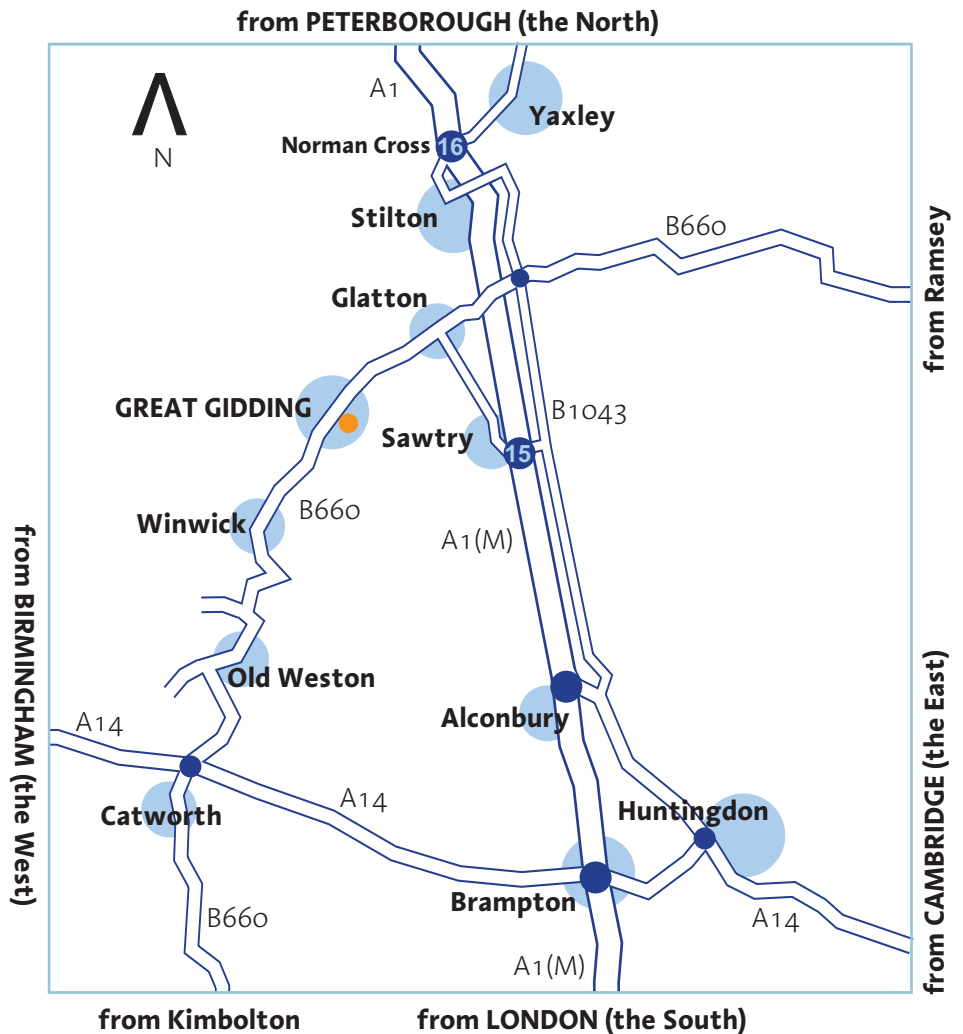 from PETERBOROUGH (the North)
A1
Yaxley
Norman Cross
16
N
Stilton
B660
from Ramsey
Glatton
GREAT GIDDING
B1043
Sawtry
15
B660
Winwick
A1(M)
from BIRMINGHAM (the West)
Old Weston
from CAMBRIDGE (the East)
Alconbury
A14
A14
Huntingdon
Catworth
Brampton
B660
A14
A1(M)
from Kimbolton
from LONDON (the South)